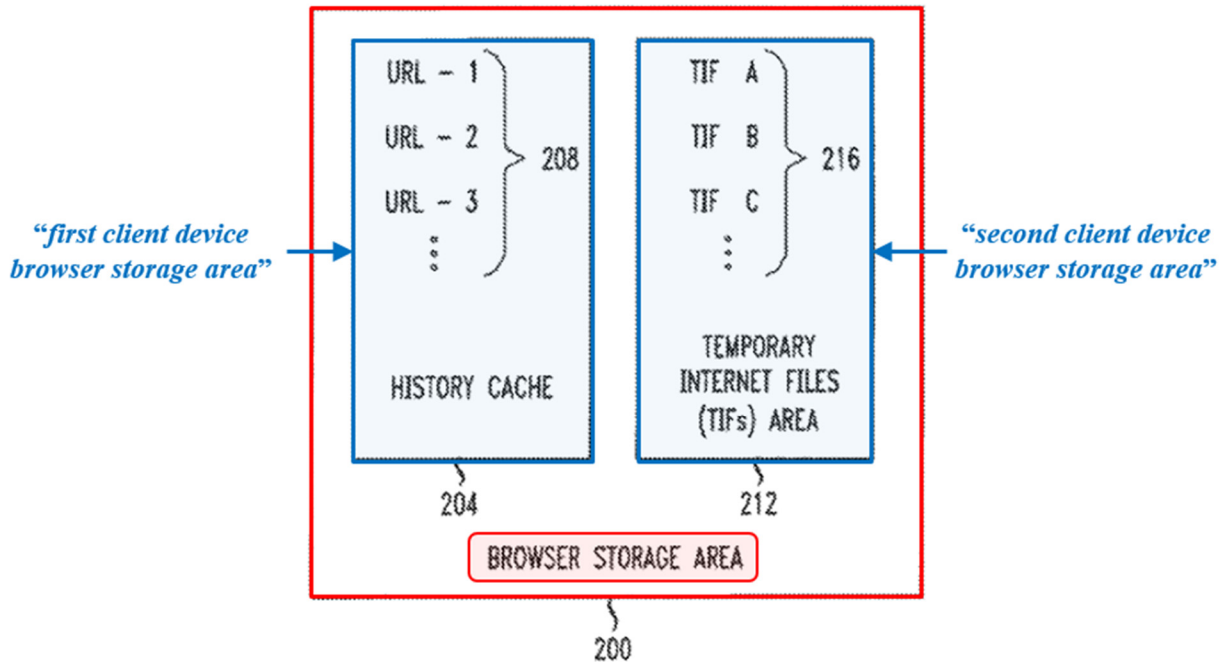 URL - 1
URL - 2
URL - 3
208
HISTORY CACHE
204
TIF A
TIF B
TIF C
216
TEMPORARY
INTERNET FILES
(TIFs) AREA
212
“first client device
browser storage area”
“second client device
browser storage area”
BROWSER STORAGE AREA
200